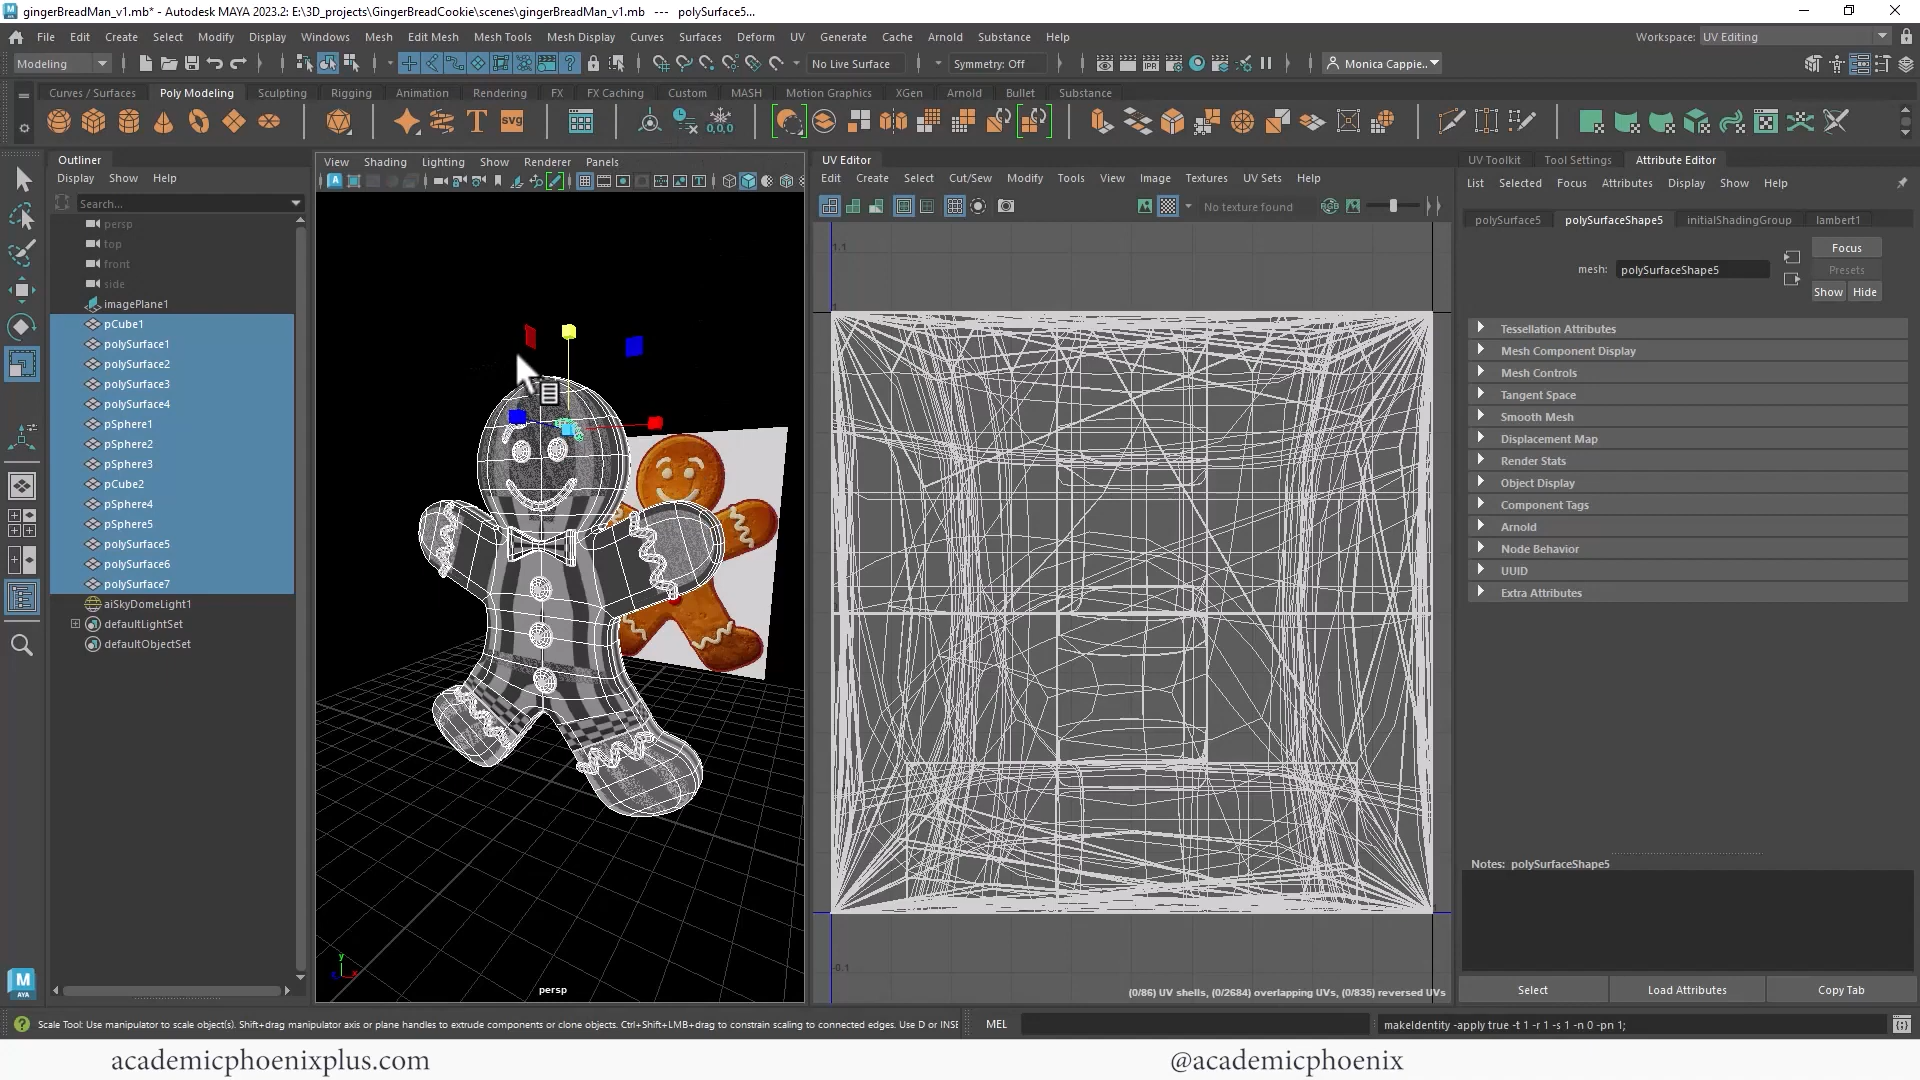 gingerBreadMan_v1.mb* - Autodesk MAYA 2023.2: E:\3D_projects\GingerBreadCookie\scenes\gingerBreadMan_v1.mb --- polySurface5...
File Edit Create Select Modify Display Windows Mesh Edit Mesh Mesh Tools Mesh Display Curves Surfaces Deform UV Generate Cache Arnold Substance Help
Workspace: UV Editing
Modeling
No Live Surface
Symmetry: Off
IPR
Monica Cappie..
Curves / Surfaces Poly Modeling Sculpting Rigging Animation Rendering FX FX Caching Custom MASH Motion Graphics XGen Arnold Bullet Substance
T
svg
0,0,0
Outliner
Display Show Help
Search...
persp
top
front
side
imagePlane1
pCube1
polySurface1
polySurface2
polySurface3
polySurface4
pSphere1
pSphere2
pSphere3
pCube2
pSphere4
pSphere5
polySurface5
polySurface6
polySurface7
aiSkyDomeLight1
defaultLightSet
defaultObjectSet
M
AYA
View Shading Lighting Show Renderer Panels
A
y
x
persp
UV Editor
Edit Create Select Cut/Sew Modify Tools View Image Textures UV Sets Help
No texture found
RGB
1.1
1
-0.1
(0/86) UV shells, (0/2684) overlapping UVs, (0/835) reversed UVs
UV Toolkit Tool Settings Attribute Editor
List Selected Focus Attributes Display Show Help
polySurface5 polySurfaceShape5 initialShadingGroup lambert1
Focus
mesh: polySurfaceShape5
Presets
Show Hide
Tessellation Attributes
Mesh Component Display
Mesh Controls
Tangent Space
Smooth Mesh
Displacement Map
Render Stats
Object Display
Component Tags
Arnold
Node Behavior
UUID
Extra Attributes
Notes: polySurfaceShape5
Select Load Attributes Copy Tab
Scale Tool: Use manipulator to scale object(s). Shift+drag manipulator axis or plane handles to extrude components or clone objects. Ctrl+Shift+LMB+drag to constrain scaling to connected edges. Use D or INSE
MEL
makeIdentity -apply true -t 1 -r 1 -s 1 -n 0 -pn 1;
academicphoenixplus.com
@academicphoenix